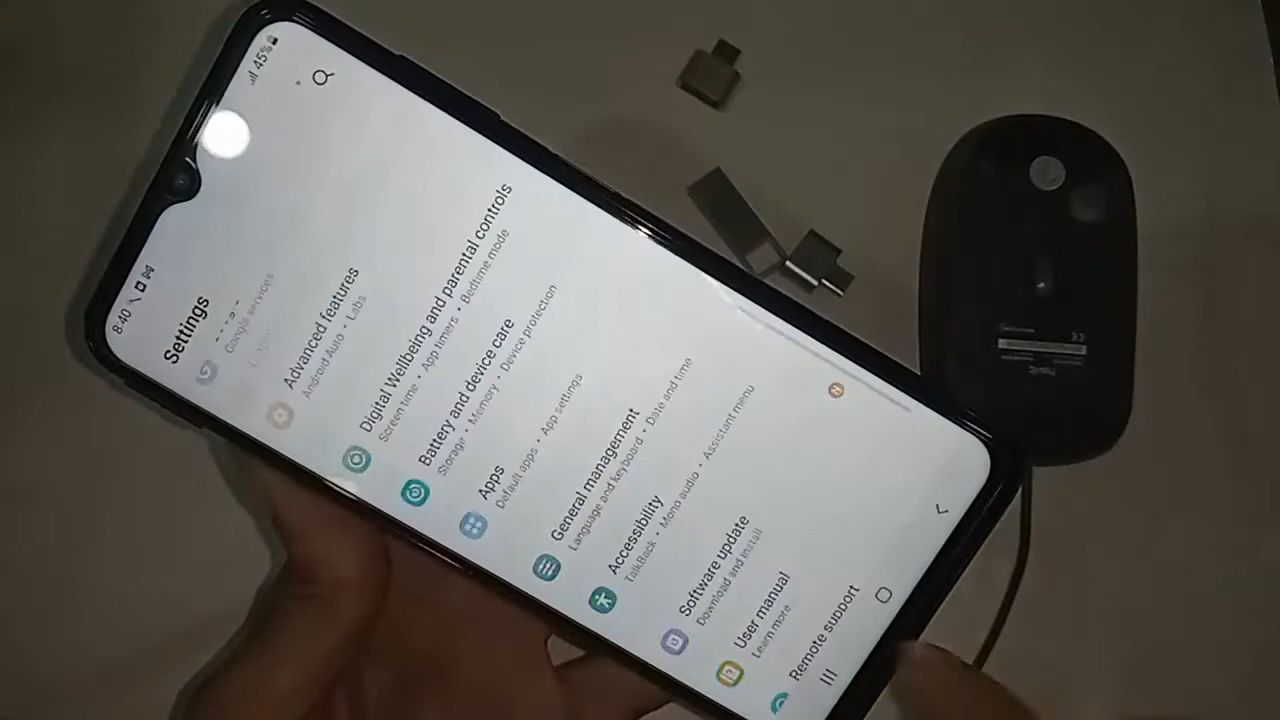 8:40
45%
Settings
Google services
Advanced features
Android Auto • Labs
Digital Wellbeing and parental controls
Screen time • App timers • Bedtime mode
Battery and device care
Storage • Memory • Device protection
Apps
Default apps • App settings
General management
Language and keyboard • Date and time
Accessibility
TalkBack • Mono audio • Assistant menu
Software update
Download and install
User manual
Learn more
Remote support